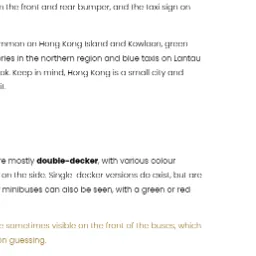 n the front and rear bumper, and the taxi sign on
mmon on Hong Kong Island and Kowloon, green
ries in the northern region and blue taxis on Lantau
ok. Keep in mind, Hong Kong is a small city and
re mostly double-decker, with various colour
on the side. Single-decker versions do exist, but are
minibuses can also be seen, with a green or red
e sometimes visible on the front of the buses, which
on guessing.